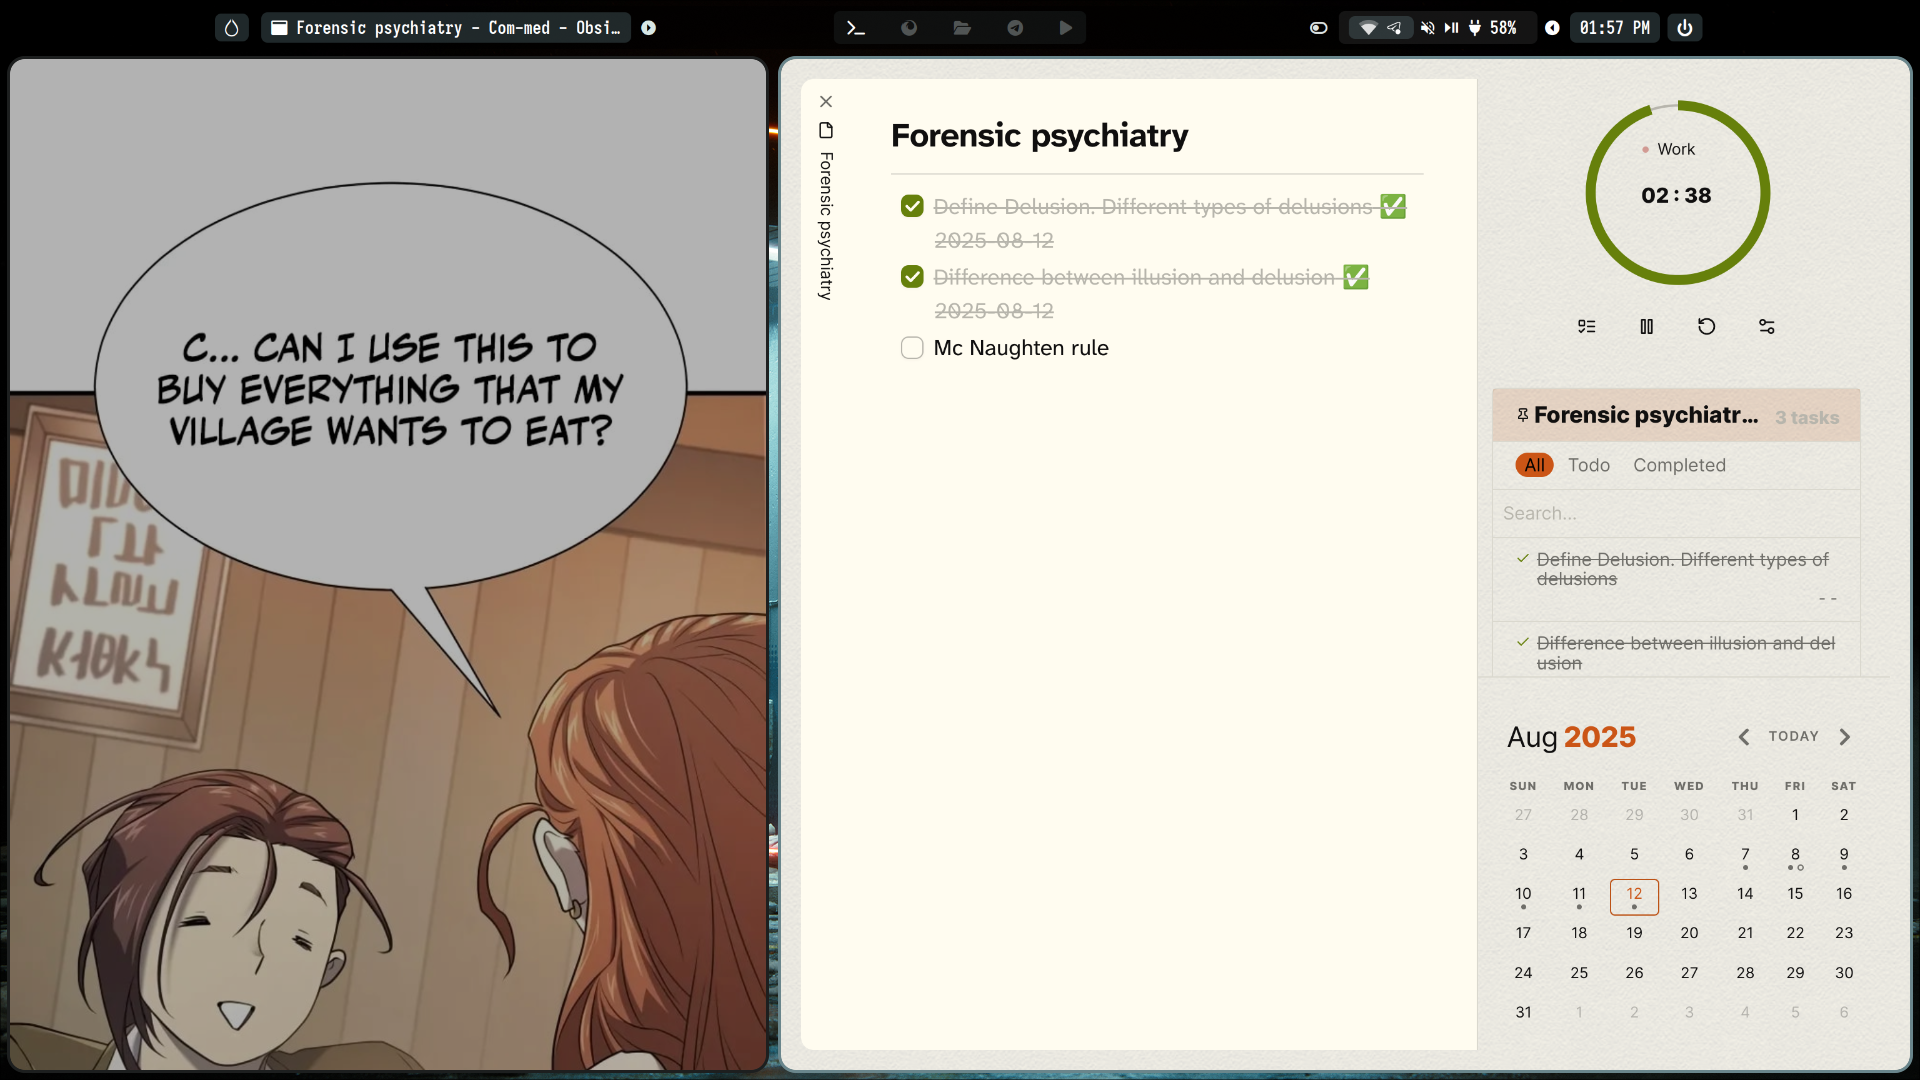 Forensic psychiatry - Com-med - Obsi…
58%
01:57 PM
C... CAN I USE THIS TO
BUY EVERYTHING THAT MY
VILLAGE WANTS TO EAT?
Forensic psychiatry
Forensic psychiatry
Define Delusion. Different types of delusions ✅
2025-08-12
Difference between illusion and delusion ✅
2025-08-12
Mc Naughten rule
Work
02 : 38
Forensic psychiatr... 3 tasks
All Todo Completed
Search...
Define Delusion. Different types of
delusions
- -
Difference between illusion and del
usion
Aug 2025
TODAY
SUN MON TUE WED THU FRI SAT
27 28 29 30 31 1 2
3 4 5 6 7 8 9
10 11 12 13 14 15 16
17 18 19 20 21 22 23
24 25 26 27 28 29 30
31 1 2 3 4 5 6